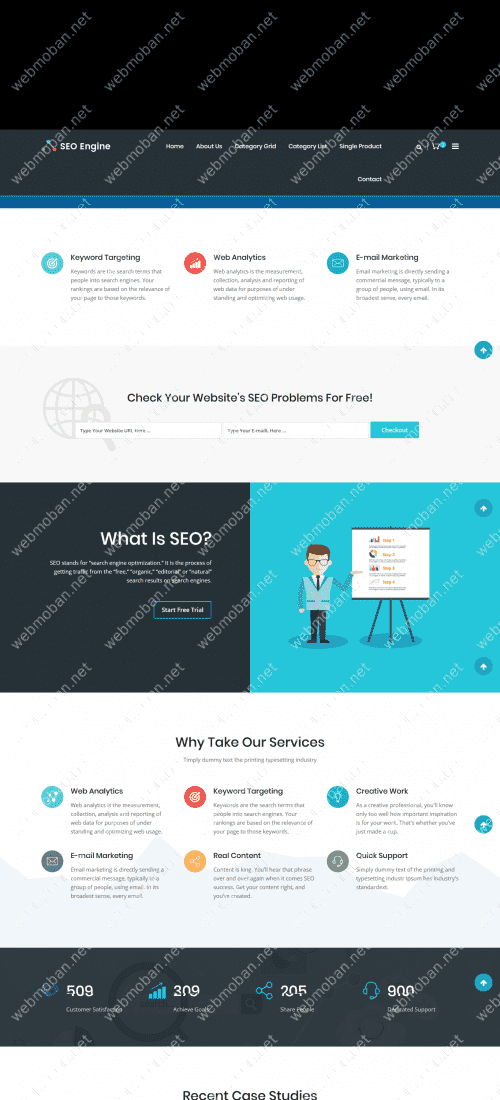 SEO Engine
Home About Us Category Grid Category List Single Product
Contact
Keyword Targeting
Keywords are the search terms that
people into search engines. Your
rankings are based on the relevance of
your page to those keywords.
Web Analytics
Web analytics is the measurement,
collection, analysis and reporting of
web data for purposes of under
standing and optimizing web usage.
E-mail Marketing
Email marketing is directly sending a
commercial message, typically to a
group of people, using email. In its
broadest sense, every email.
Check Your Website's SEO Problems For Free!
Type Your Website URL Here ...
Type Your E-mail, Here ...
Checkout
What Is SEO?
SEO stands for "search engine optimization." It is the process of
getting traffic from the "free," "organic," "editorial" or "natural"
search results on search engines.
Start Free Trial
Step 1
Step 2
Step 3
Step 4
Why Take Our Services
Simply dummy text the printing typesetting industry
Web Analytics
Web analytics is the measurement,
collection, analysis and reporting of
web data for purposes of under
standing and optimizing web usage.
Keyword Targeting
Keywords are the search terms that
people into search engines. Your
rankings are based on the relevance of
your page to those keywords.
Creative Work
As a creative professional, you'll know
only too well how important inspiration
is for your work. That's whether you've
just made a cup.
E-mail Marketing
Email marketing is directly sending a
commercial message, typically to a
group of people, using email. In its
broadest sense, every email.
Real Content
Content is king. You'll hear that phrase
over and over again when it comes SEO
success. Get your content right, and
you've created.
Quick Support
Simply dummy text of the printing and
typesetting industr Ipsum has industry's
standardest.
509
Customer Satisfaction
309
Achieve Goals
205
Share People
900
Dedicated Support
Recent Case Studies
webmoban.net